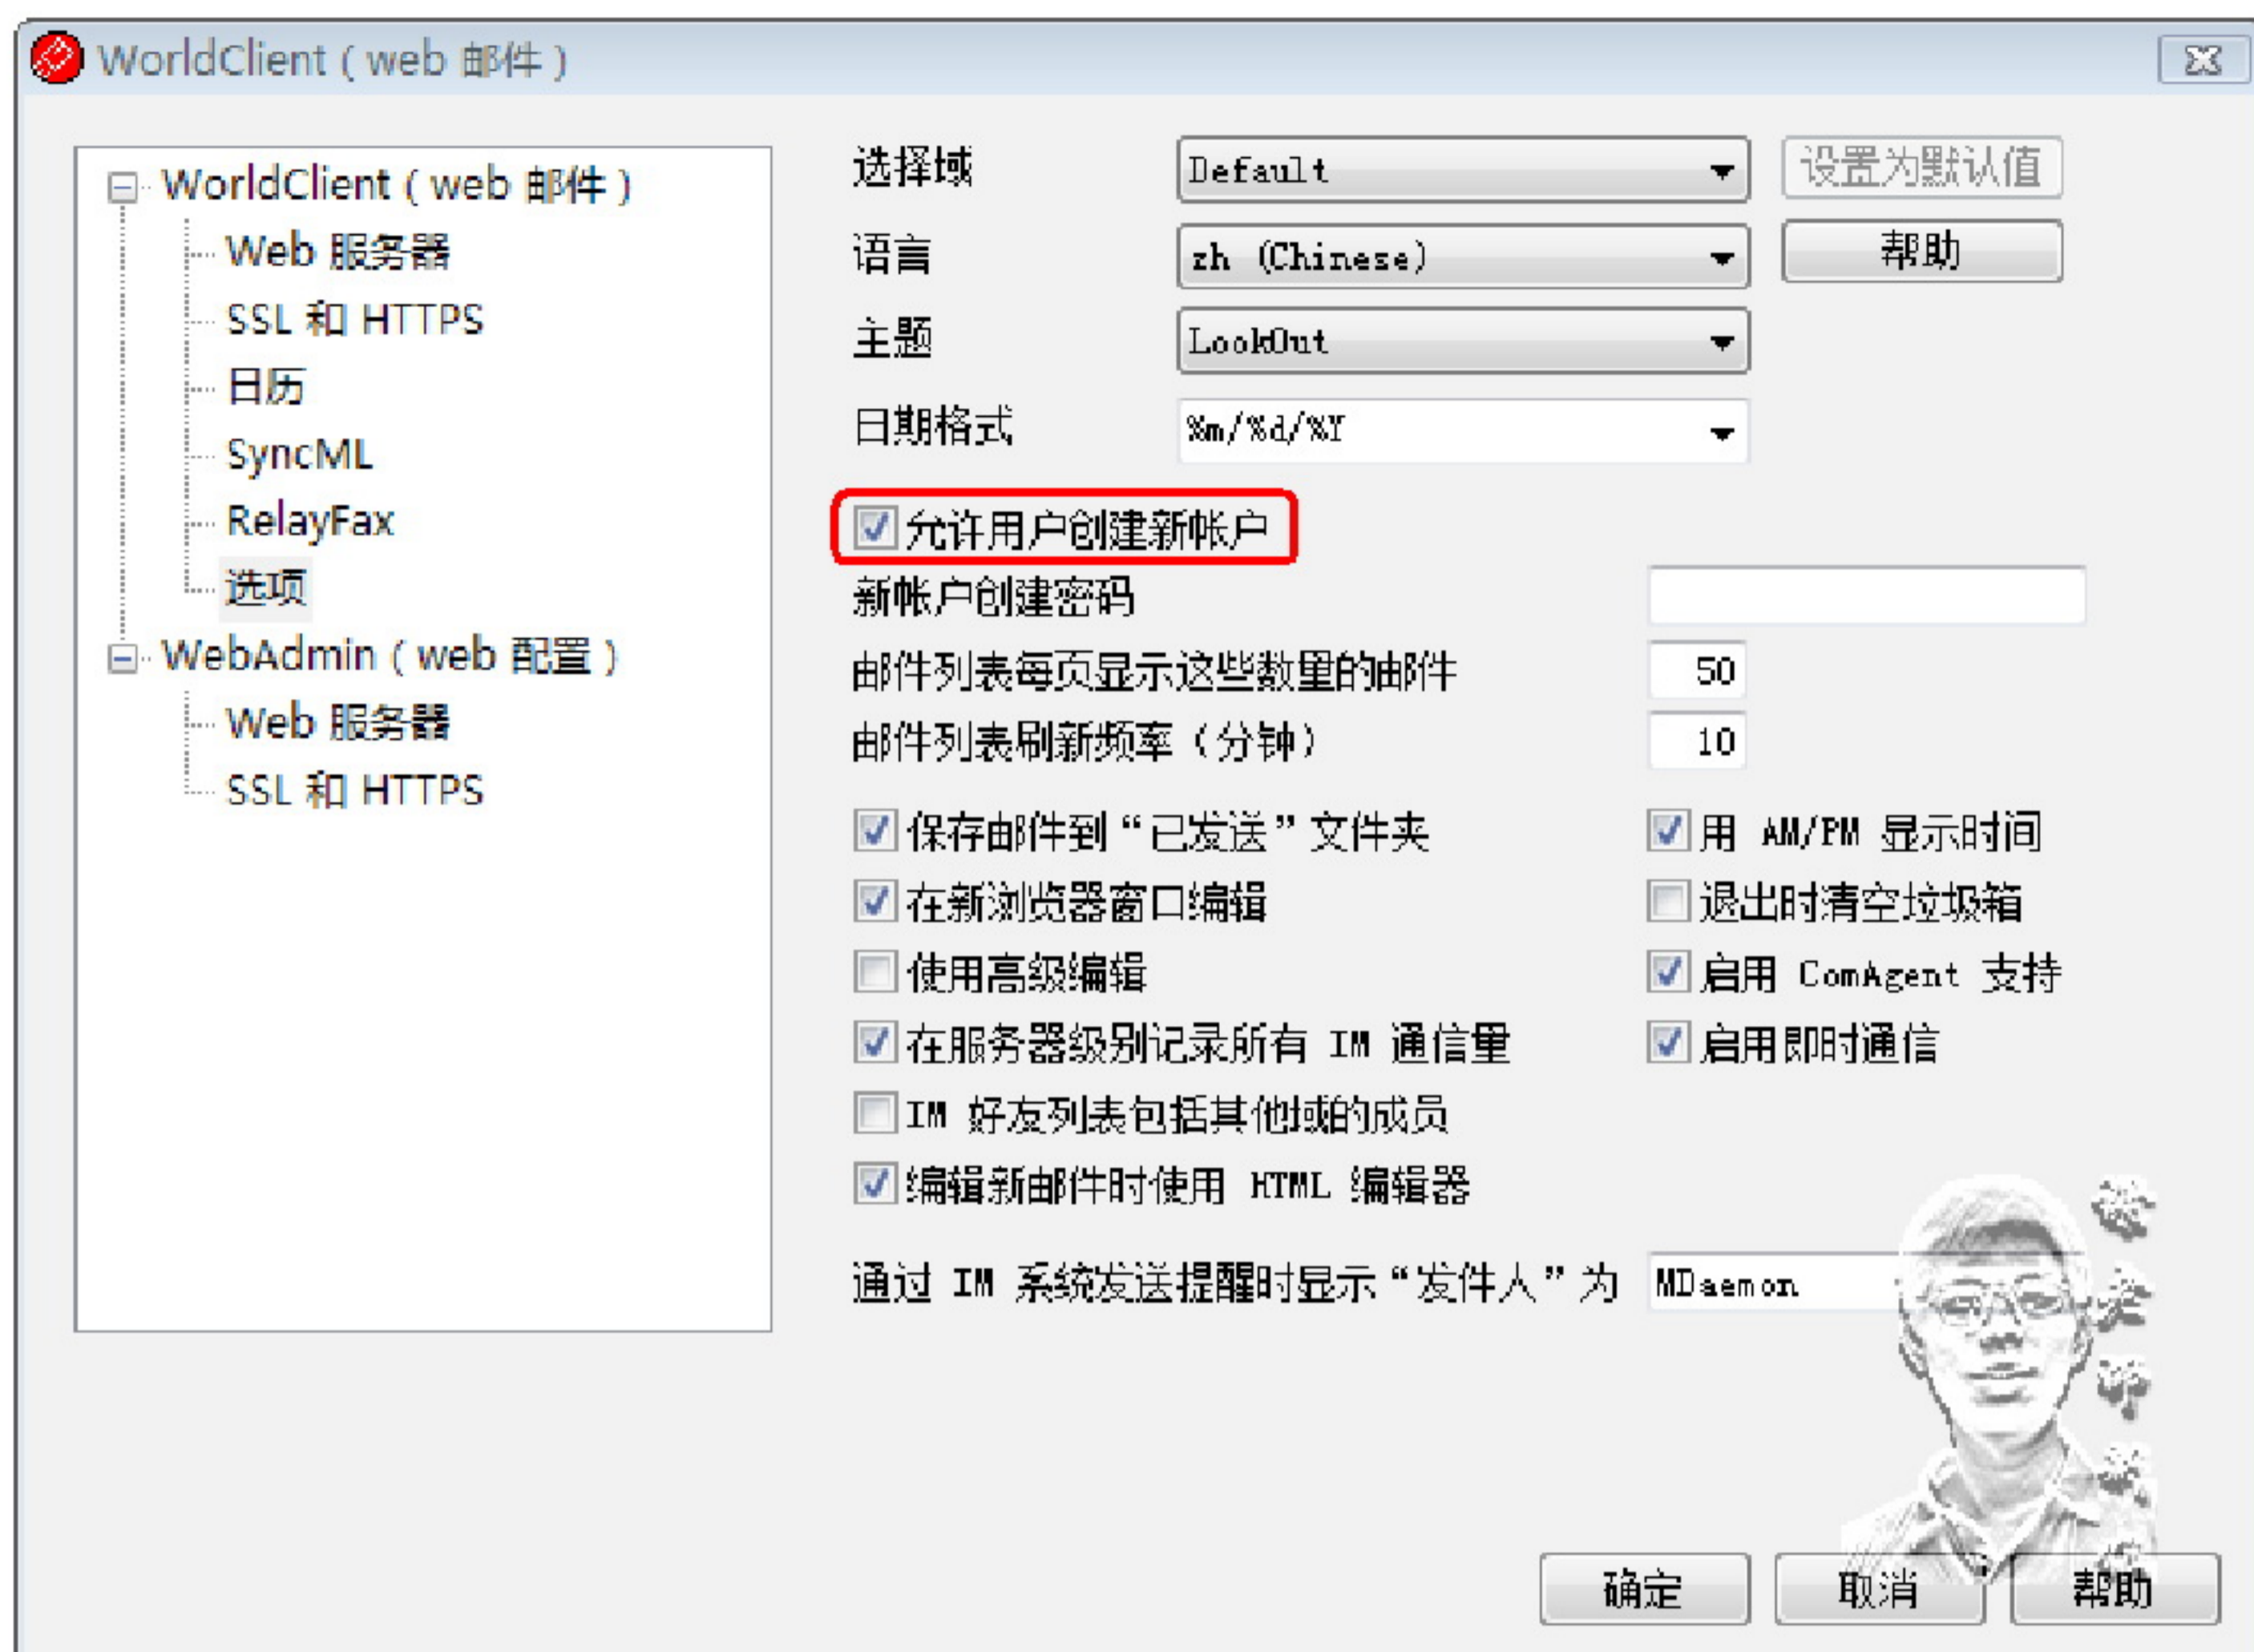 WorldClient ( web 邮件 )
WorldClient ( web 邮件 )
Web 服务器
SSL 和 HTTPS
日历
SyncML
RelayFax
选项
WebAdmin ( web 配置 )
Web 服务器
SSL 和 HTTPS
选择域 Default 设置为默认值
语言 zh (Chinese) 帮助
主题 LookOut
日期格式 %m/%d/%Y
允许用户创建新帐户
新帐户创建密码
邮件列表每页显示这些数里的邮件 50
邮件列表刷新频率（分钟） 10
保存邮件到“已发送”文件夹 用 AM/PM 显示时间
在新浏览器窗口编辑 退出时清空垃圾箱
使用高级编辑 启用 ComAgent 支持
在服务器级别记录所有 IM 通信里 启用即时通信
IM 好友列表包括其他域的成员
编辑新邮件时使用 HTML 编辑器
通过 IM 系统发送提醒时显示“发件人”为 MDaemon
确定 取消 帮助